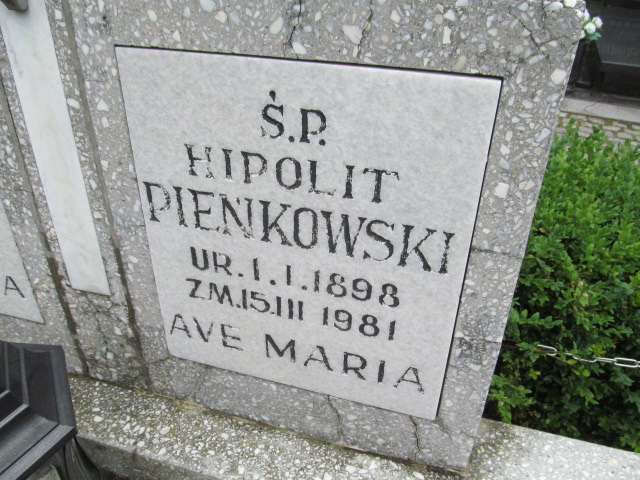 Ś.P.
HIPOLIT
PIENKOWSKI
UR. 1. I. 1898
ZM. 15. III 1981
AVE MARIA
A